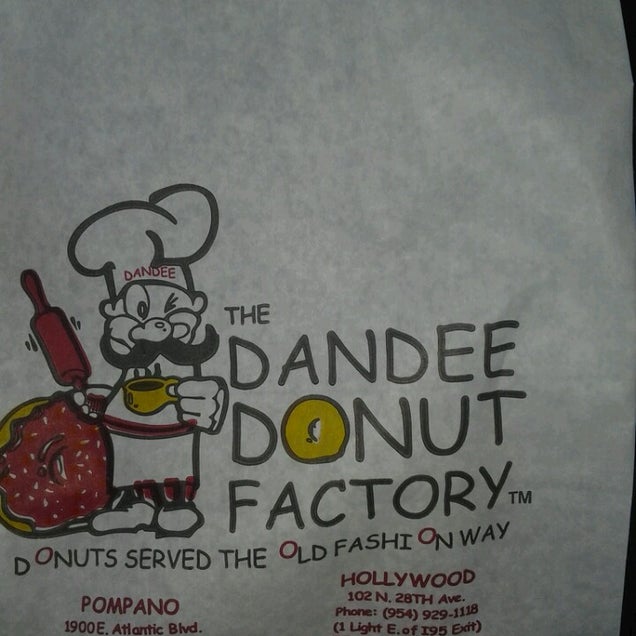 DANDEE
THE
DANDEE
DONUT
FACTORY™
DONUTS SERVED THE OLD FASHION WAY
POMPANO
1900 E. Atlantic Blvd.
HOLLYWOOD
102 N. 28TH Ave.
Phone: (954) 929-1118
(1 Light E. of I95 Exit)